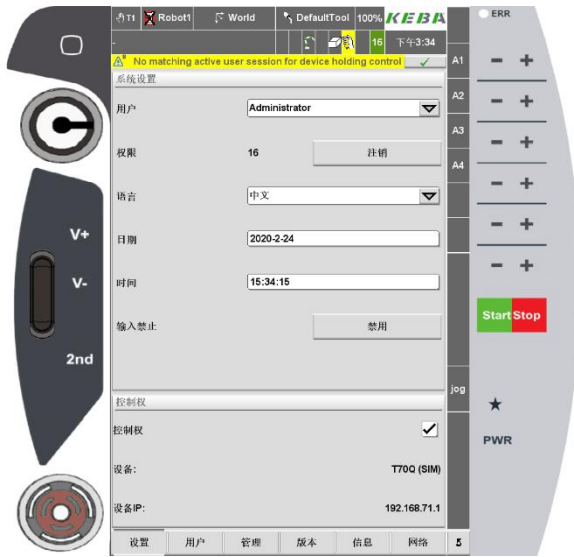 T1 Robot1 World DefaultTool 100% KEBA
- 16 下午3:34
No matching active user session for device holding control
系统设置
用户 Administrator
权限 16 注销
语言 中文
日期 2020-2-24
时间 15:34:15
输入禁止 禁用
控制权
控制权
设备: T70Q (SIM)
设备IP: 192.168.71.1
设置 用户 管理 版本 信息 网络 5
A1
A2
A3
A4
jog
V+
V-
2nd
ERR
- +
- +
- +
- +
- +
- +
Start Stop
PWR